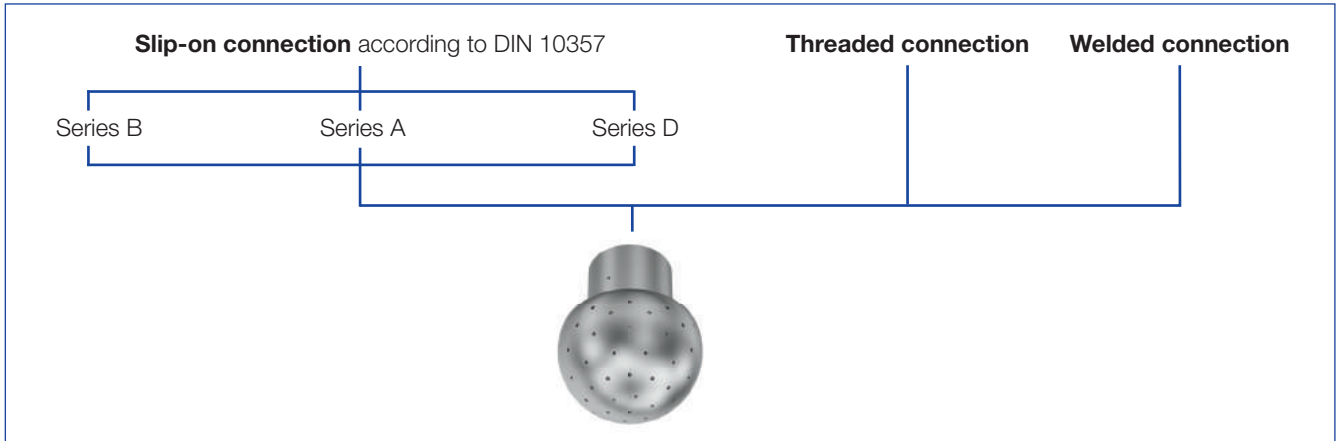 Slip-on connection according to DIN 10357
Threaded connection
Welded connection
Series B
Series A
Series D